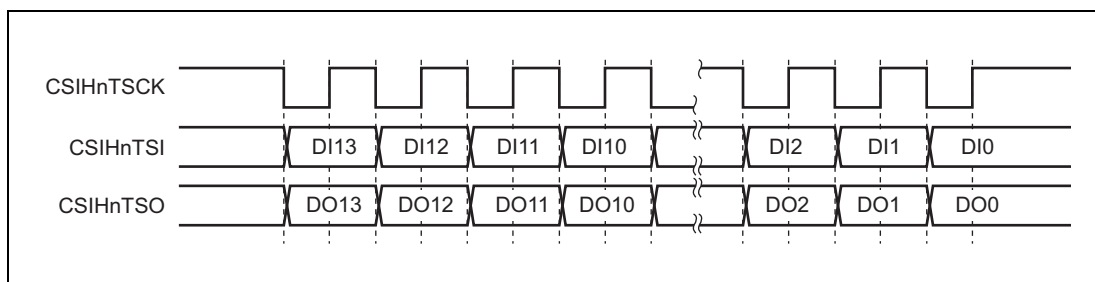 CSIHnTSCK
CSIHnTSI DI13 DI12 DI11 DI10 DI2 DI1 DI0
CSIHnTSO DO13 DO12 DO11 DO10 DO2 DO1 DO0